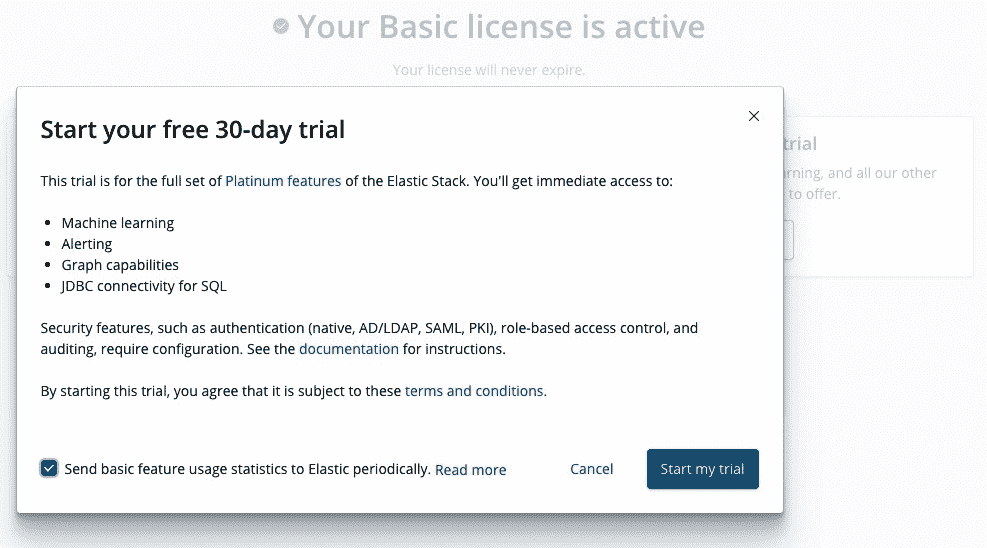 Your Basic license is active
Your license will never expire.
Start your free 30-day trial
This trial is for the full set of Platinum features of the Elastic Stack. You'll get immediate access to:
Machine learning
Alerting
Graph capabilities
JDBC connectivity for SQL
Security features, such as authentication (native, AD/LDAP, SAML, PKI), role-based access control, and
auditing, require configuration. See the documentation for instructions.
By starting this trial, you agree that it is subject to these terms and conditions.
Send basic feature usage statistics to Elastic periodically. Read more
Cancel
Start my trial
trial
and all our other
to offer.